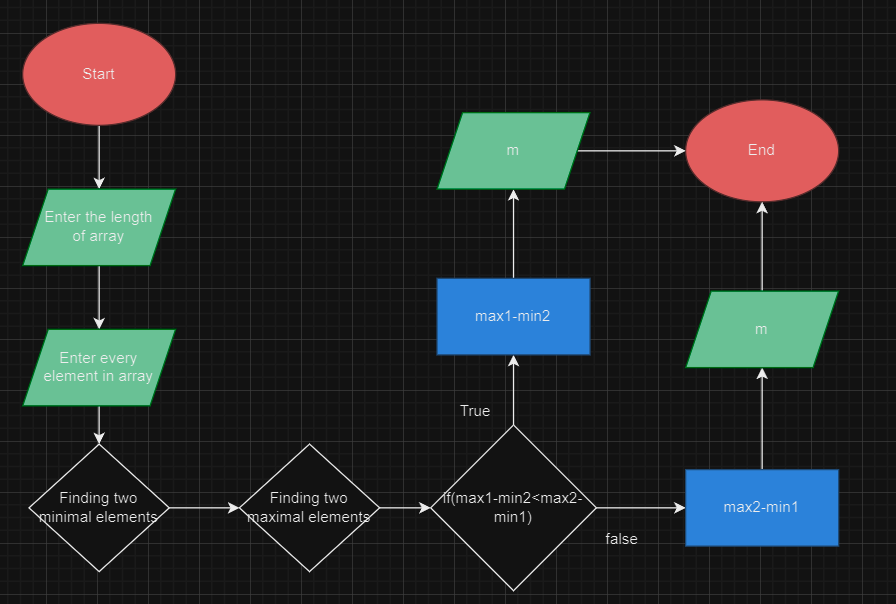 Start
Enter the length
of array
Enter every
element in array
Finding two
minimal elements
Finding two
maximal elements
if(max1-min2<max2-
min1)
True
max1-min2
m
false
max2-min1
m
End